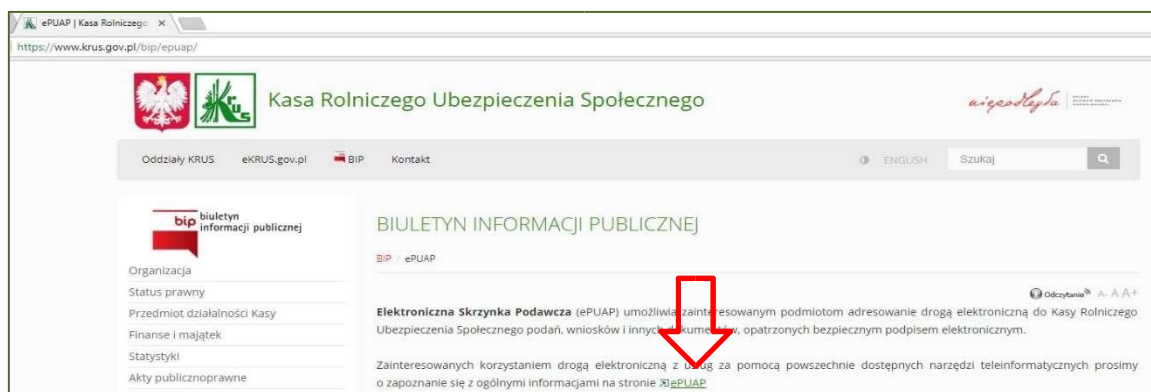 ePUAP | Kasa Rolniczego
https://www.krus.gov.pl/bip/epuap/
KRUS
Kasa Rolniczego Ubezpieczenia Społecznego
niepodległa
Oddziały KRUS eKRUS.gov.pl BIP Kontakt ENGLISH Szukaj
bip biuletyn
informacji publicznej
BIULETYN INFORMACJI PUBLICZNEJ
BIP / ePUAP
Organizacja
Status prawny
Przedmiot działalności Kasy
Finanse i majątek
Statystyki
Akty publicznoprawne
Odczytanie A- A A+
Elektroniczna Skrzynka Podawcza (ePUAP) umożliwia zainteresowanym podmiotom adresowanie drogą elektroniczną do Kasy Rolniczego
Ubezpieczenia Społecznego podań, wniosków i innych dokumentów, opatrzonych bezpiecznym podpisem elektronicznym.
Zainteresowanych korzystaniem drogą elektroniczną z usług za pomocą powszechnie dostępnych narzędzi teleinformatycznych prosimy
o zapoznanie się z ogólnymi informacjami na stronie ePUAP